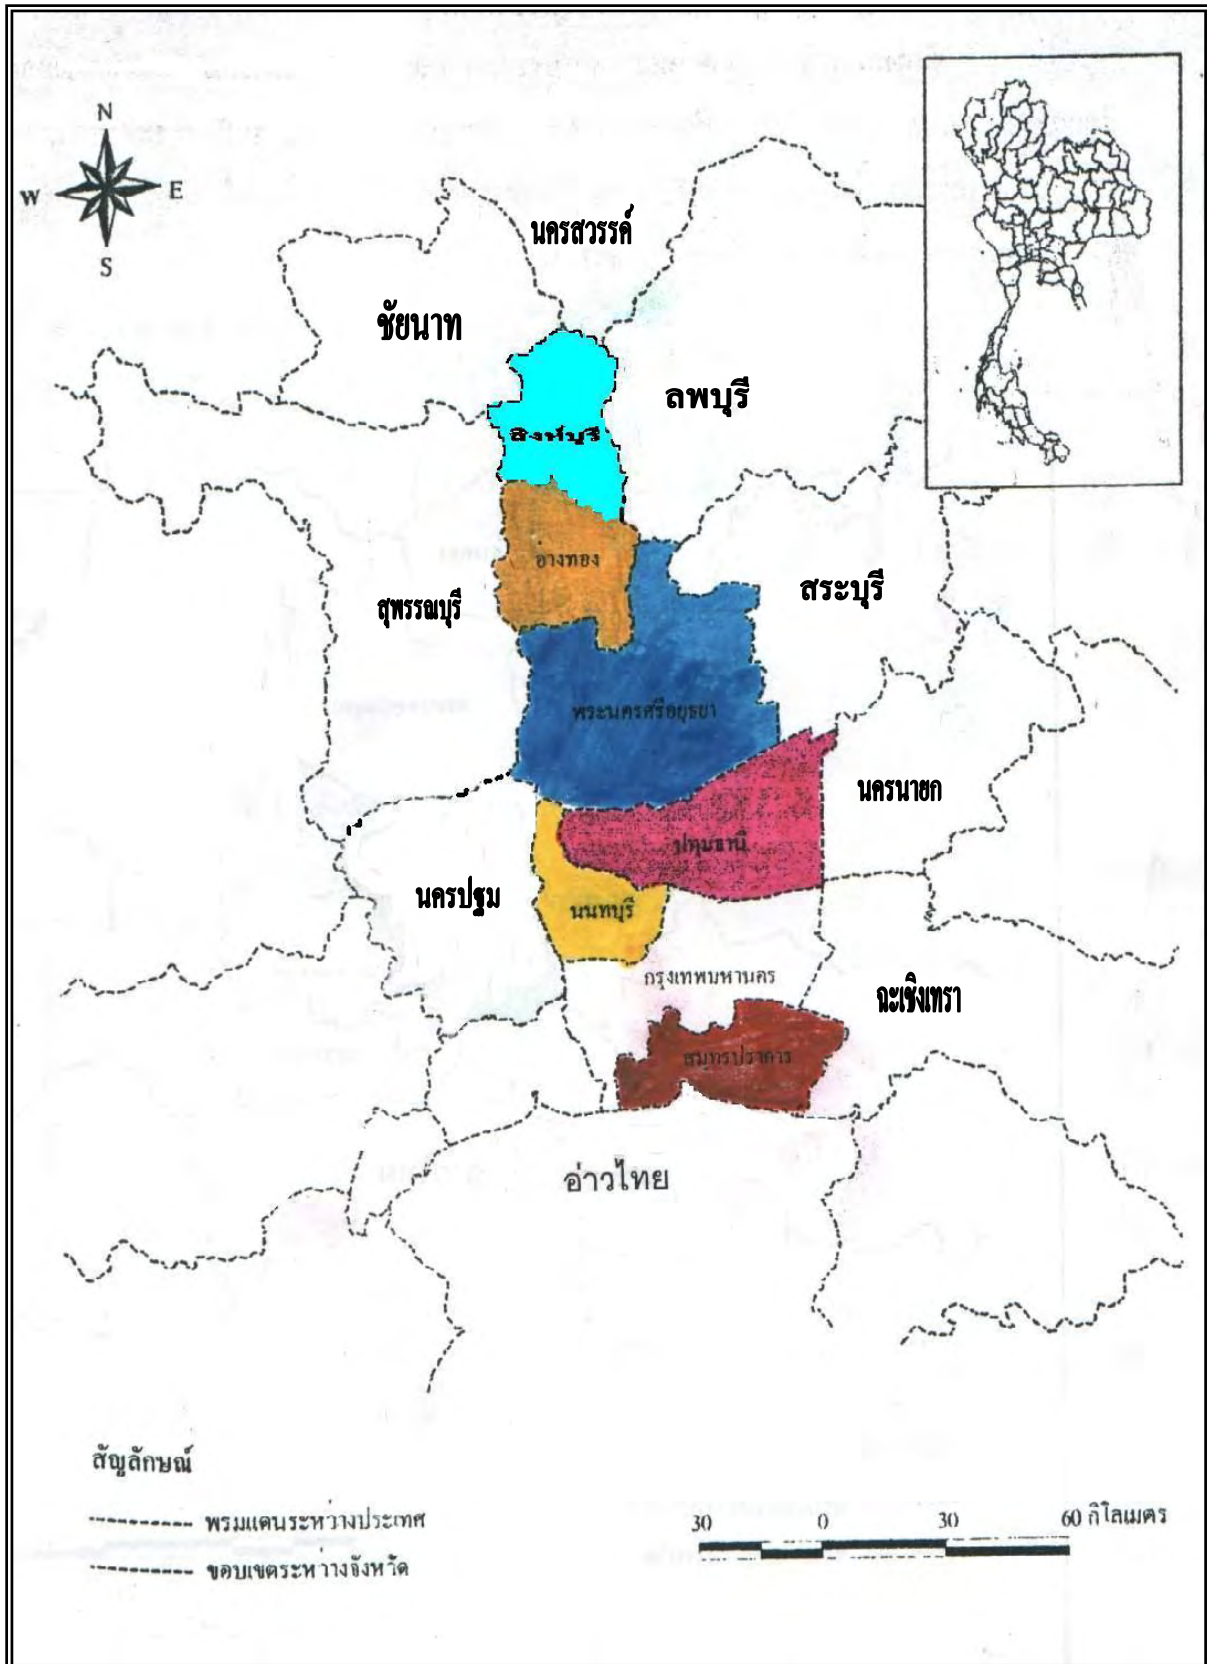 N
W
E
S
นครสวรรค์
ชัยนาท
ลพบุรี
สิงห์บุรี
อ่างทอง
สระบุรี
สุพรรณบุรี
พระนครศรีอยุธยา
นครนายก
ปทุมธานี
นครปฐม
นนทบุรี
กรุงเทพมหานคร
ฉะเชิงเทรา
สมุทรปราการ
อ่าวไทย
สัญลักษณ์
พรมแดนระหว่างประเทศ
ขอบเขตระหว่างจังหวัด
30 0 30 60 กิโลเมตร